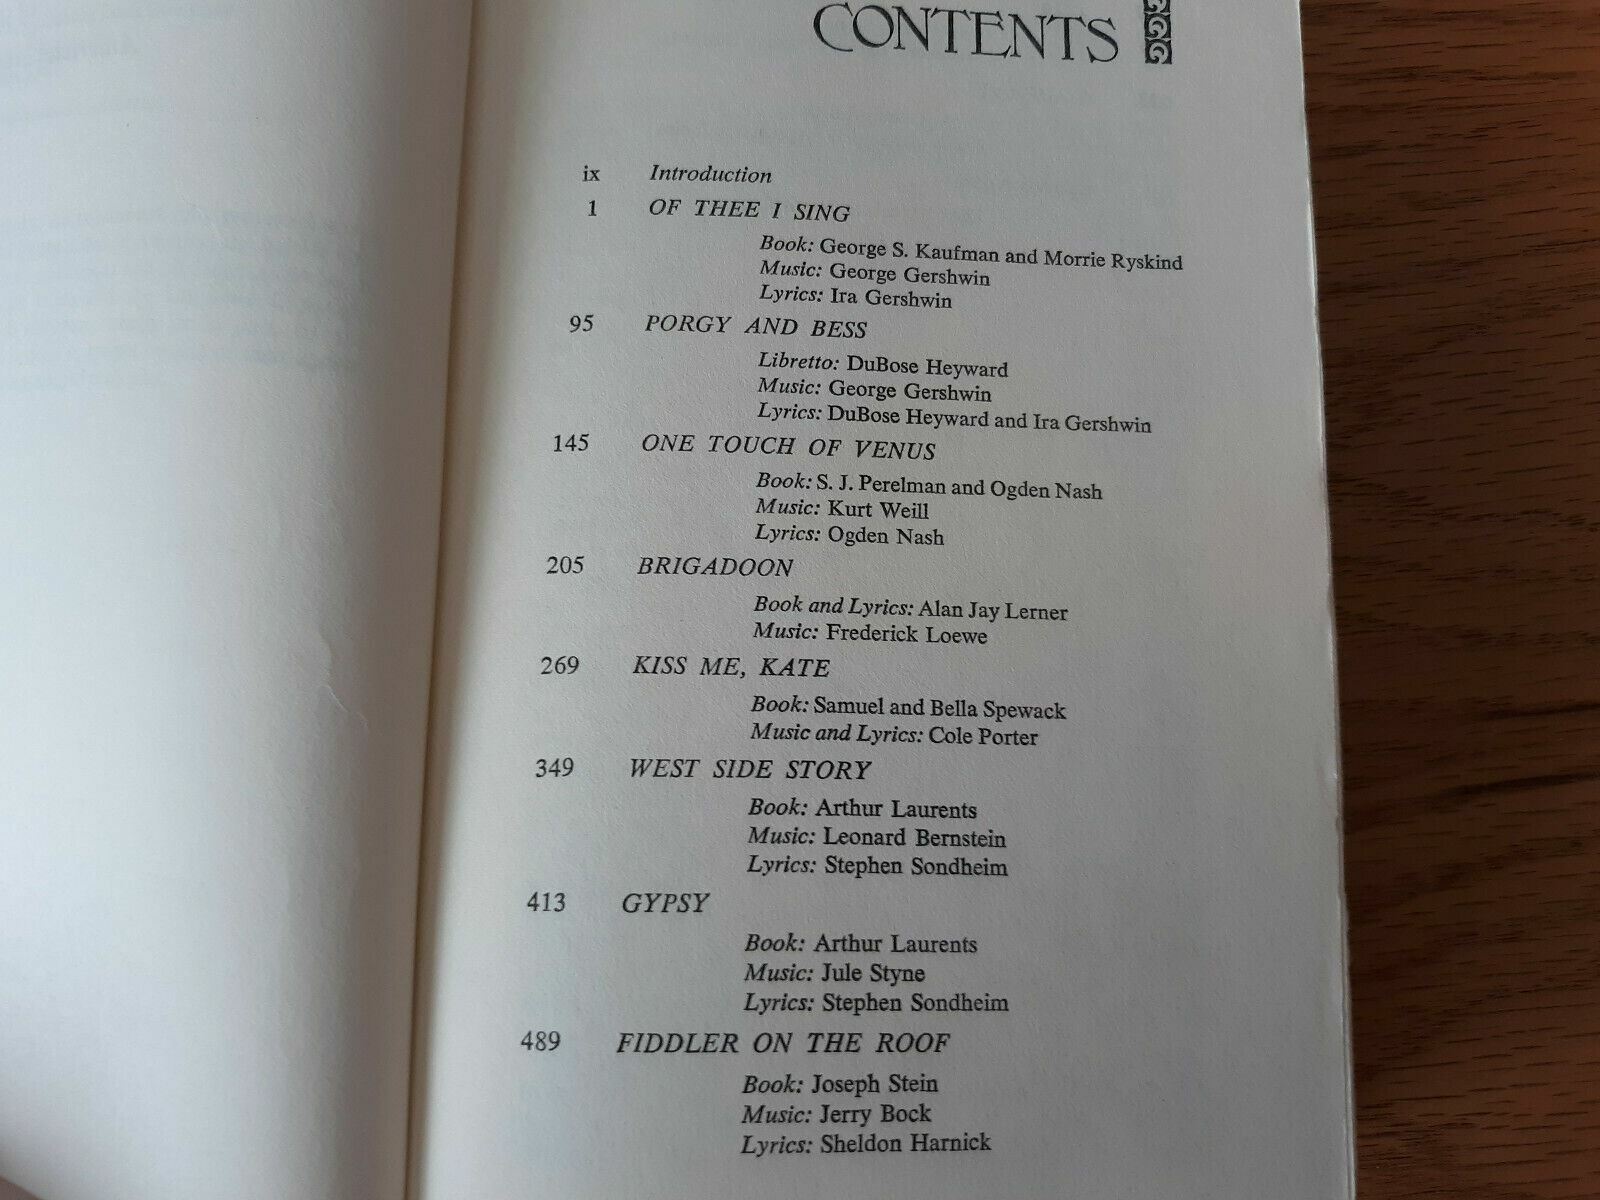 CONTENTS
ix Introduction
1 OF THEE I SING
Book: George S. Kaufman and Morrie Ryskind
Music: George Gershwin
Lyrics: Ira Gershwin
95 PORGY AND BESS
Libretto: DuBose Heyward
Music: George Gershwin
Lyrics: DuBose Heyward and Ira Gershwin
145 ONE TOUCH OF VENUS
Book: S. J. Perelman and Ogden Nash
Music: Kurt Weill
Lyrics: Ogden Nash
205 BRIGADOON
Book and Lyrics: Alan Jay Lerner
Music: Frederick Loewe
269 KISS ME, KATE
Book: Samuel and Bella Spewack
Music and Lyrics: Cole Porter
349 WEST SIDE STORY
Book: Arthur Laurents
Music: Leonard Bernstein
Lyrics: Stephen Sondheim
413 GYPSY
Book: Arthur Laurents
Music: Jule Styne
Lyrics: Stephen Sondheim
489 FIDDLER ON THE ROOF
Book: Joseph Stein
Music: Jerry Bock
Lyrics: Sheldon Harnick